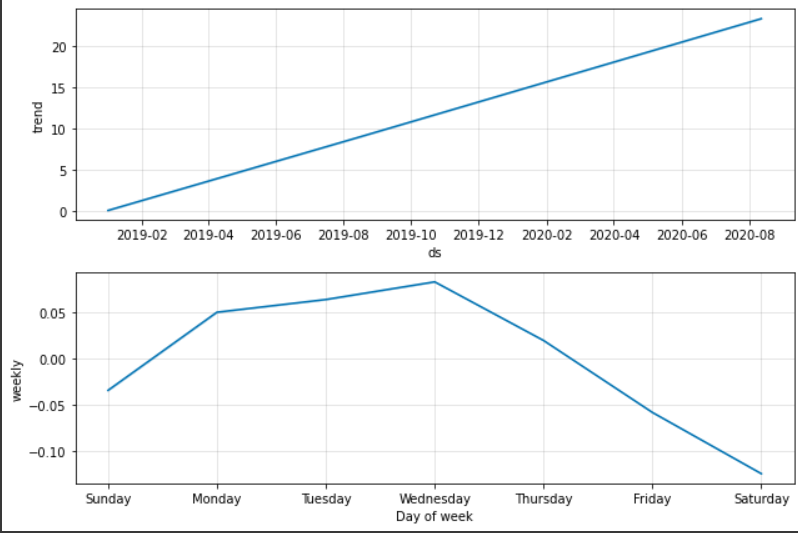 20
15
10
5
0
trend
2019-02 2019-04 2019-06 2019-08 2019-10 2019-12 2020-02 2020-04 2020-06 2020-08
ds
0.05
0.00
−0.05
−0.10
weekly
Sunday Monday Tuesday Wednesday Thursday Friday Saturday
Day of week